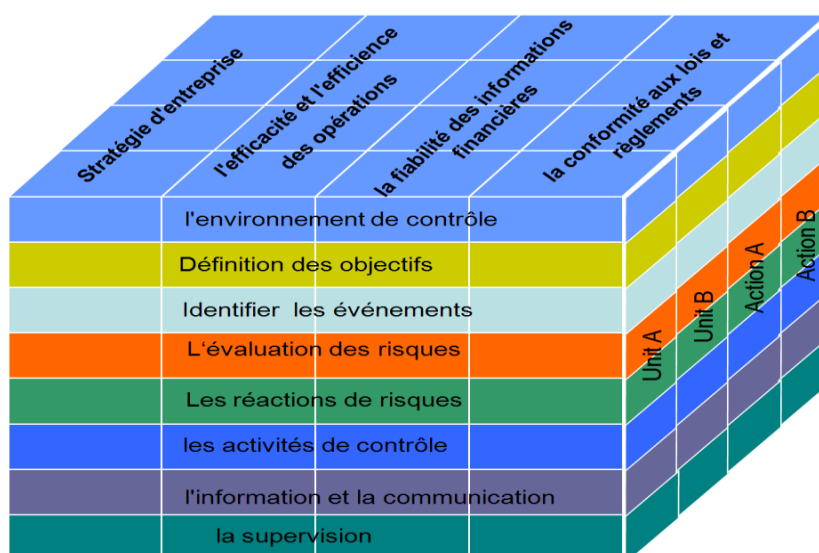 Stratégie d'entreprise
l'efficacité et l'efficience
des opérations
la fiabilité des informations
financières
la conformité aux lois et
règlements
l'environnement de contrôle
Définition des objectifs
Identifier les événements
L'évaluation des risques
Les réactions de risques
les activités de contrôle
l'information et la communication
la supervision
Unit A
Unit B
Action A
Action B